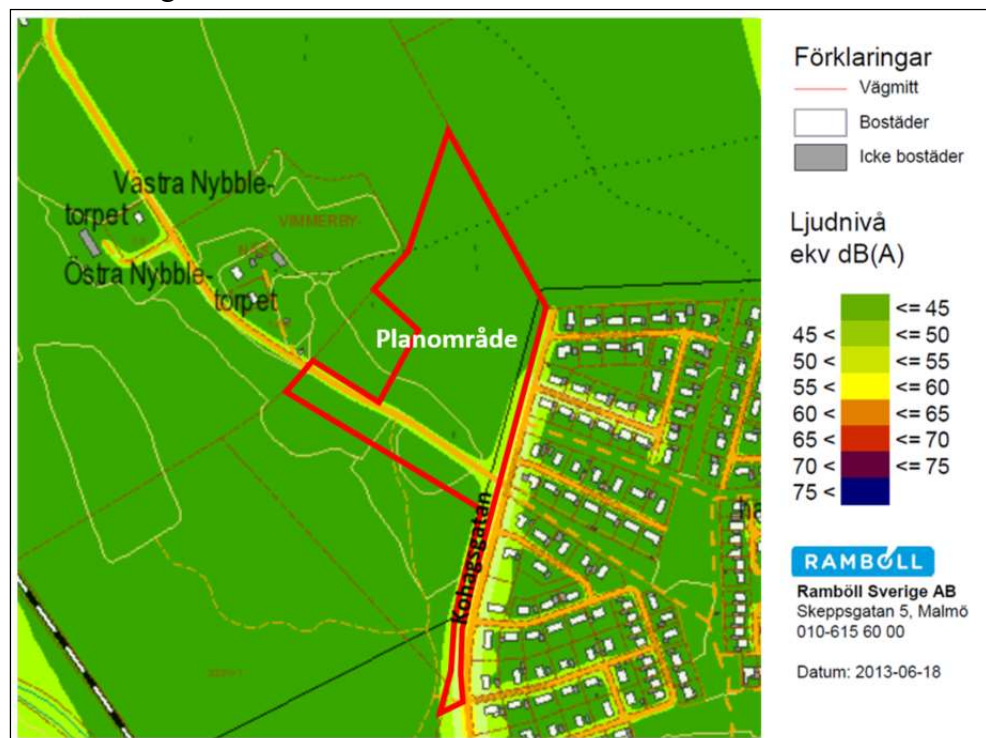 Västra Nybble-
torpet
Östra Nybble-
torpet
VIMMERBY
Planområde
Kohagsgatan
Förklaringar
Vägmitt
Bostäder
Icke bostäder
Ljudnivå
ekv dB(A)
<= 45
45 < <= 50
50 < <= 55
55 < <= 60
60 < <= 65
65 < <= 70
70 < <= 75
75 <
RAMBOLL
Ramböll Sverige AB
Skeppsgatan 5, Malmö
010-615 60 00
Datum: 2013-06-18